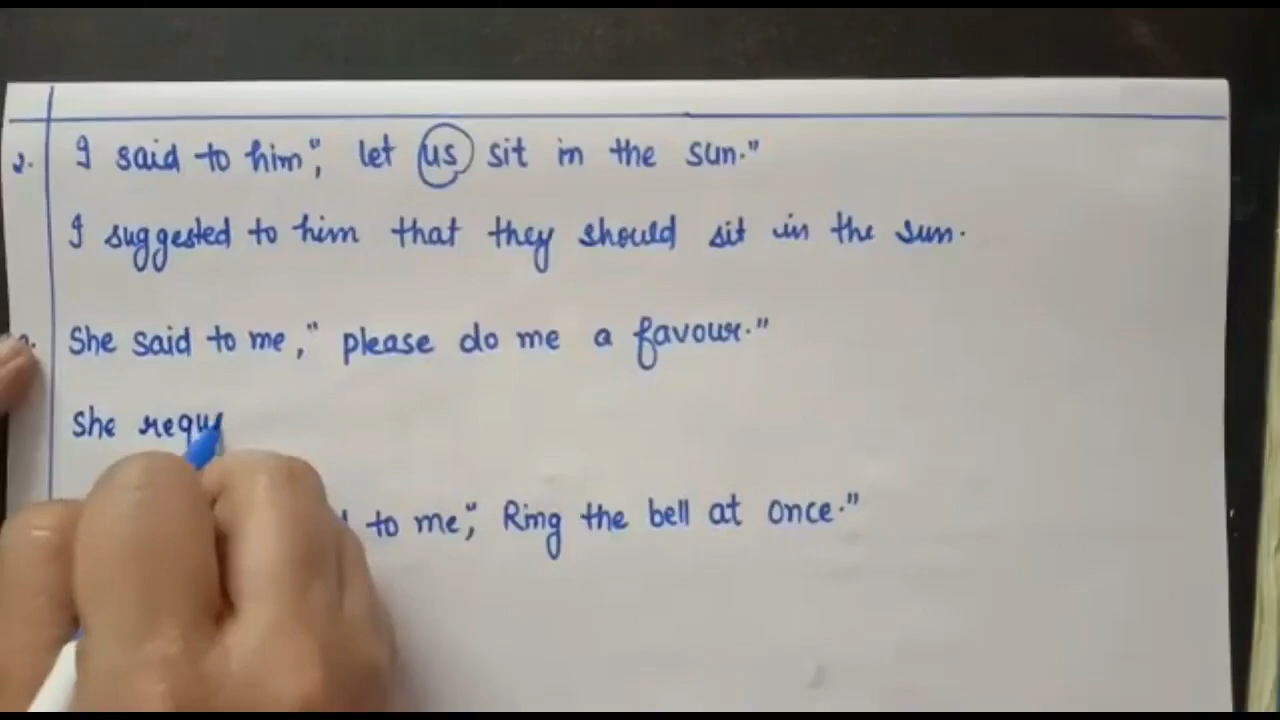 2. I said to him," let us sit in the sun."
I suggested to him that they should sit in the sun.
She said to me," please do me a favour."
She requ
to me," Ring the bell at once."